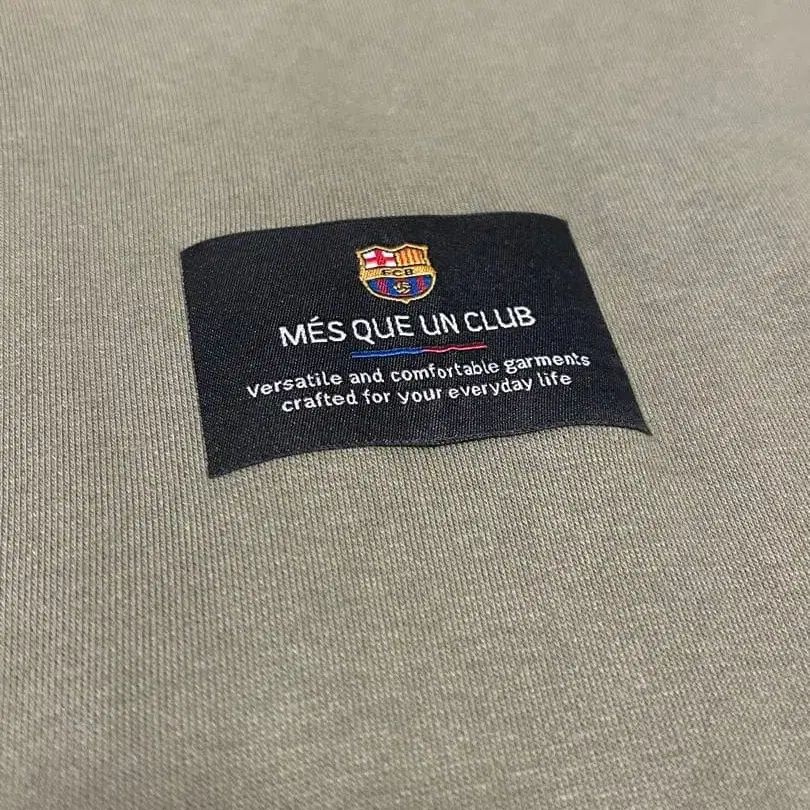 FCB
MÉS QUE UN CLUB
versatile and comfortable garments
crafted for your everyday life